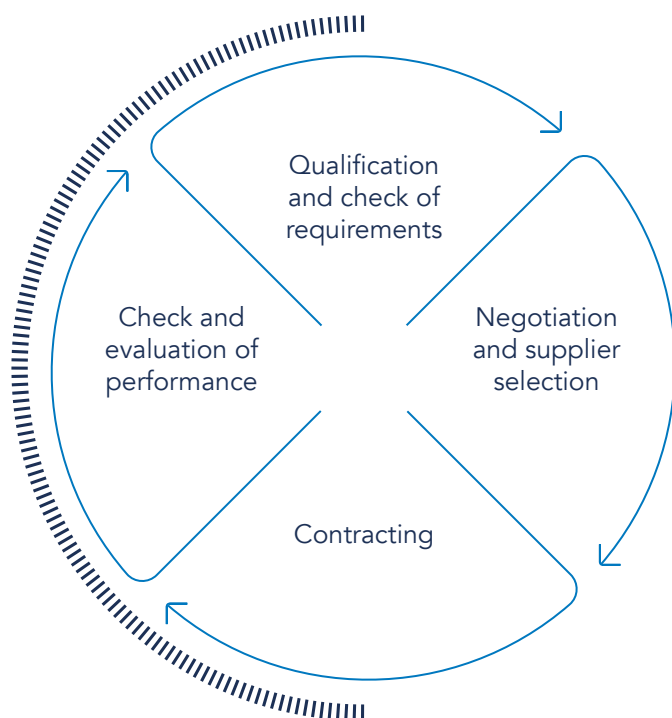 Qualification
and check of
requirements
Check and
evaluation of
performance
Negotiation
and supplier
selection
Contracting